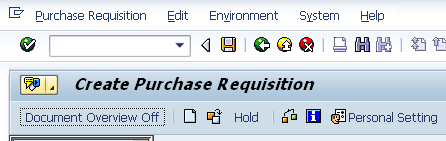 Purchase Requisition Edit Environment System Help
Create Purchase Requisition
Document Overview Off Hold Personal Setting